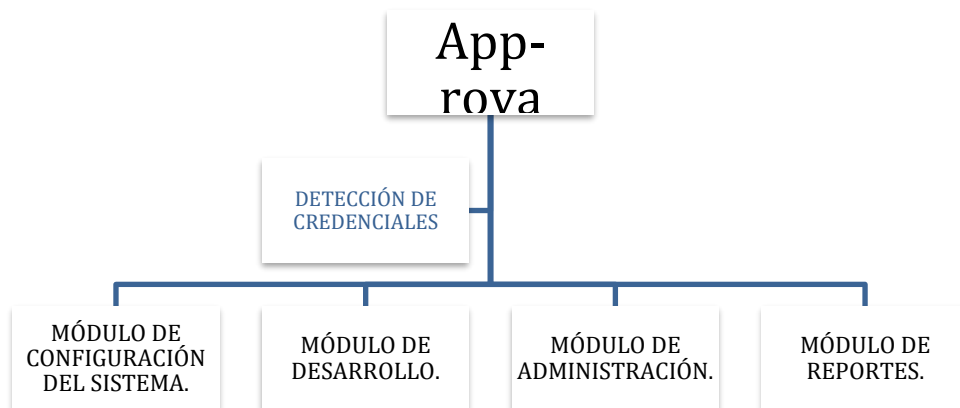 App-
rova
DETECCIÓN DE
CREDENCIALES
MÓDULO DE
CONFIGURACIÓN
DEL SISTEMA.
MÓDULO DE
DESARROLLO.
MÓDULO DE
ADMINISTRACIÓN.
MÓDULO DE
REPORTES.